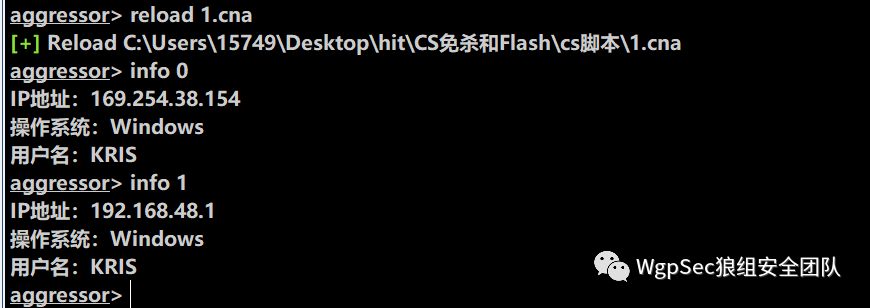 aggressor> reload 1.cna
[+] Reload C:\Users\15749\Desktop\hit\CS免杀和Flash\cs脚本\1.cna
aggressor> info 0
IP地址：169.254.38.154
操作系统：Windows
用户名：KRIS
aggressor> info 1
IP地址：192.168.48.1
操作系统：Windows
用户名：KRIS
WgpSec狼组安全团队
aggressor>